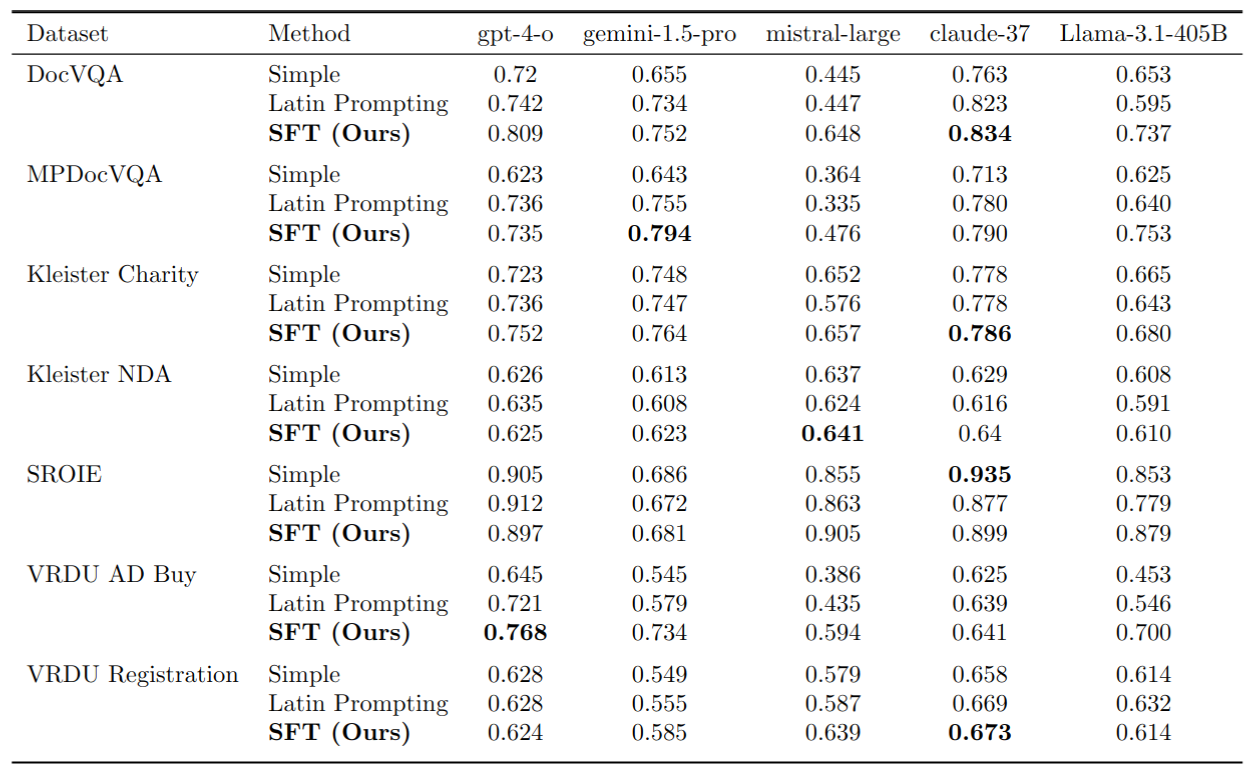 Dataset Method gpt-4-o gemini-1.5-pro mistral-large claude-37 Llama-3.1-405B
DocVQA Simple 0.72 0.655 0.445 0.763 0.653
Latin Prompting 0.742 0.734 0.447 0.823 0.595
SFT (Ours) 0.809 0.752 0.648 0.834 0.737
MPDocVQA Simple 0.623 0.643 0.364 0.713 0.625
Latin Prompting 0.736 0.755 0.335 0.780 0.640
SFT (Ours) 0.735 0.794 0.476 0.790 0.753
Kleister Charity Simple 0.723 0.748 0.652 0.778 0.665
Latin Prompting 0.736 0.747 0.576 0.778 0.643
SFT (Ours) 0.752 0.764 0.657 0.786 0.680
Kleister NDA Simple 0.626 0.613 0.637 0.629 0.608
Latin Prompting 0.635 0.608 0.624 0.616 0.591
SFT (Ours) 0.625 0.623 0.641 0.64 0.610
SROIE Simple 0.905 0.686 0.855 0.935 0.853
Latin Prompting 0.912 0.672 0.863 0.877 0.779
SFT (Ours) 0.897 0.681 0.905 0.899 0.879
VRDU AD Buy Simple 0.645 0.545 0.386 0.625 0.453
Latin Prompting 0.721 0.579 0.435 0.639 0.546
SFT (Ours) 0.768 0.734 0.594 0.641 0.700
VRDU Registration Simple 0.628 0.549 0.579 0.658 0.614
Latin Prompting 0.628 0.555 0.587 0.669 0.632
SFT (Ours) 0.624 0.585 0.639 0.673 0.614